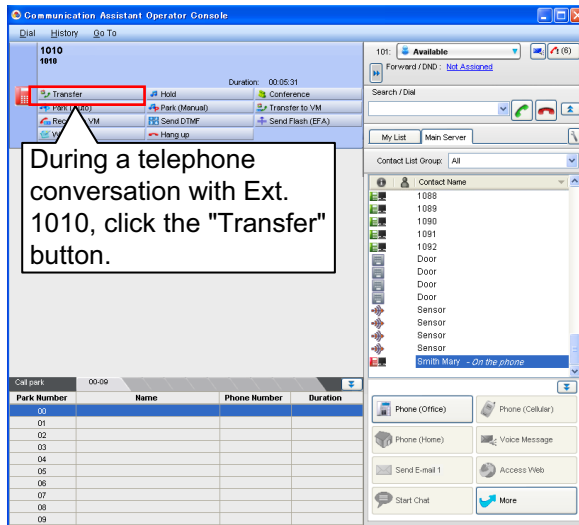 Communication Assistant Operator Console
Dial History Go To
1010
1010
Duration: 00:05:31
Transfer Hold Conference
Park (Manual) Transfer to VM
Send DTMF Send Flash (EFA)
Hang up
During a telephone
conversation with Ext.
1010, click the "Transfer"
button.
Call park 00-09
Park Number Name Phone Number Duration
00
01
02
03
04
05
06
07
08
09
101: Available (6)
Forward / DND : Not Assigned
Search / Dial
My List Main Server
Contact List Group: All
Contact Name
1088
1089
1090
1091
1092
Door
Door
Door
Door
Sensor
Sensor
Sensor
Sensor
Smith Mary - On the phone
Phone (Office) Phone (Cellular)
Phone (Home) Voice Message
Send E-mail 1 Access Web
Start Chat More